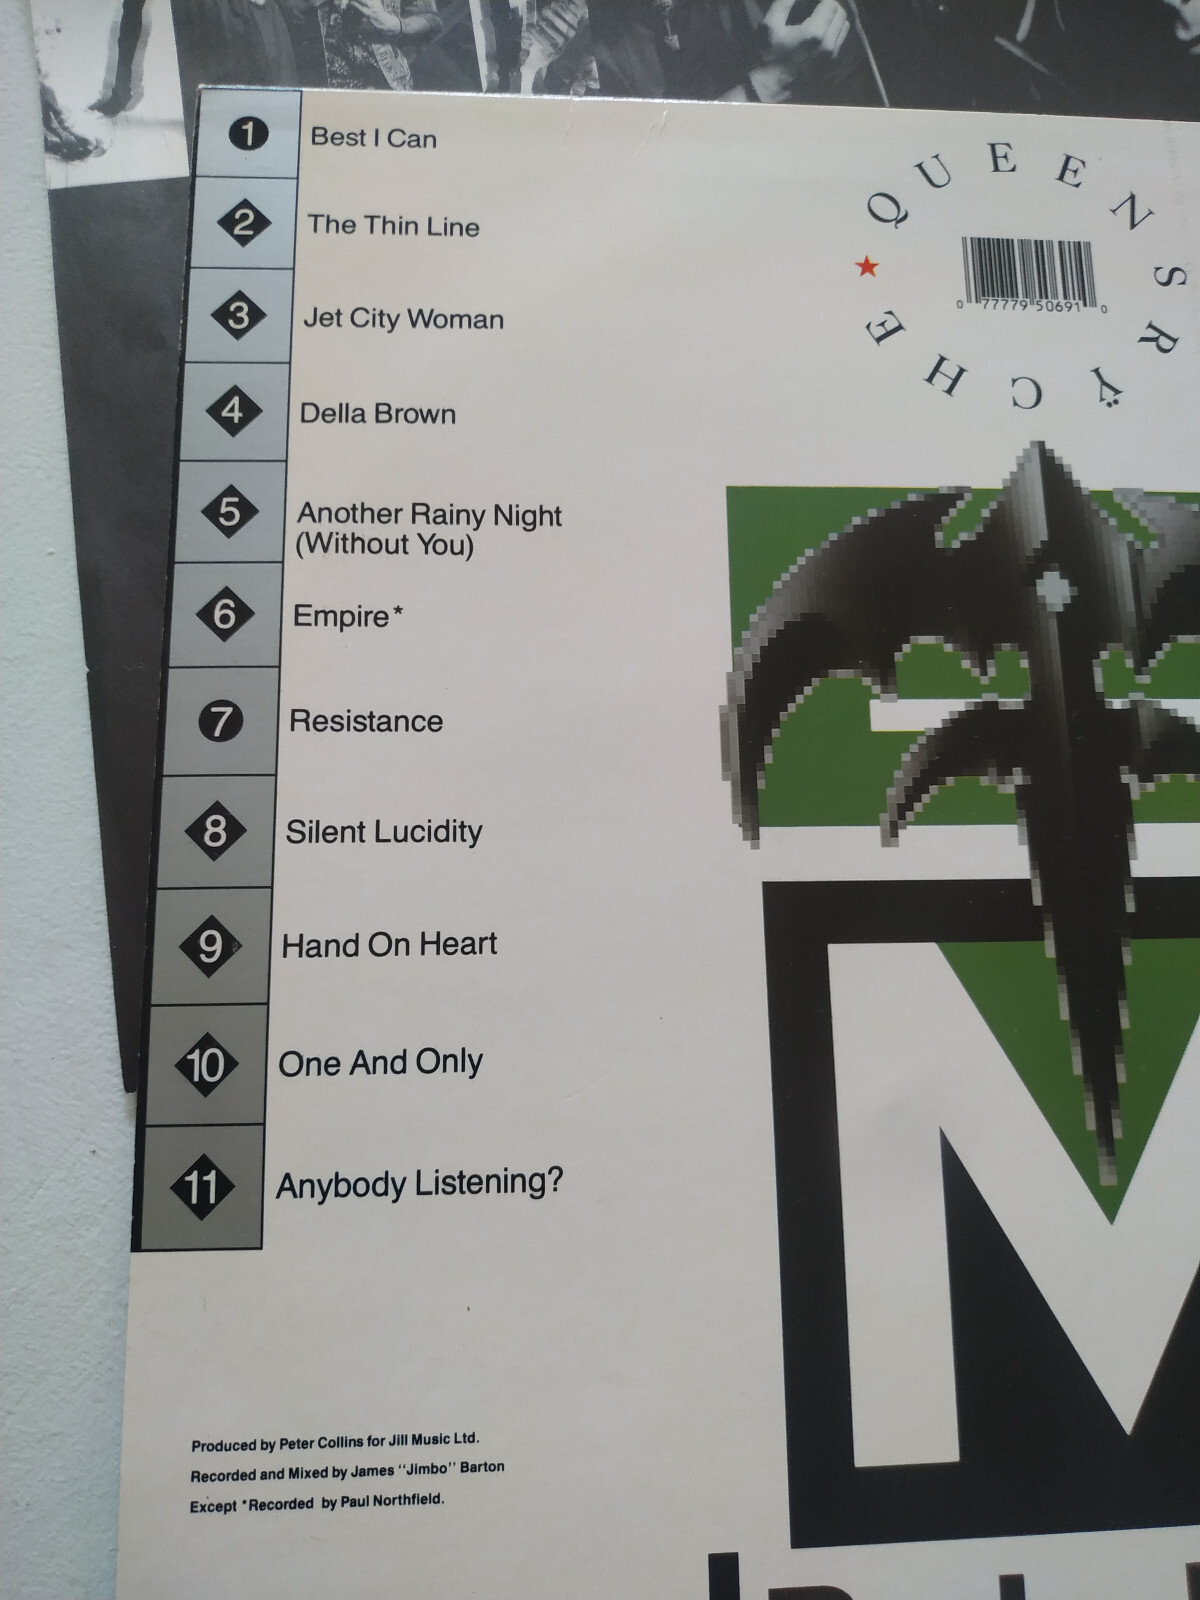 1 Best I Can
2 The Thin Line
3 Jet City Woman
4 Della Brown
5 Another Rainy Night
(Without You)
6 Empire*
7 Resistance
8 Silent Lucidity
9 Hand On Heart
10 One And Only
11 Anybody Listening?
QUEENSRŸCHE
0 77779 50691 0
M
Produced by Peter Collins for Jill Music Ltd.
Recorded and Mixed by James "Jimbo" Barton
Except *Recorded by Paul Northfield.